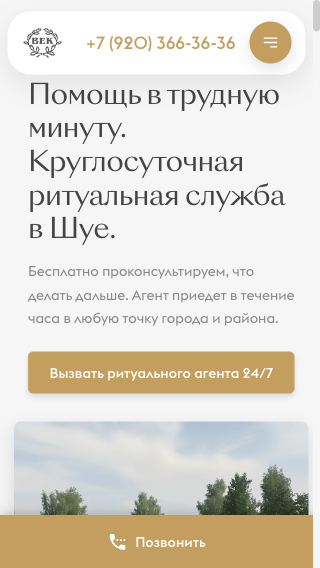 ВЕК
+7 (920) 366-36-36
Помощь в трудную
минуту.
Круглосуточная
ритуальная служба
в Шуе.
Бесплатно проконсультируем, что
делать дальше. Агент приедет в течение
часа в любую точку города и района.
Вызвать ритуального агента 24/7
Позвонить